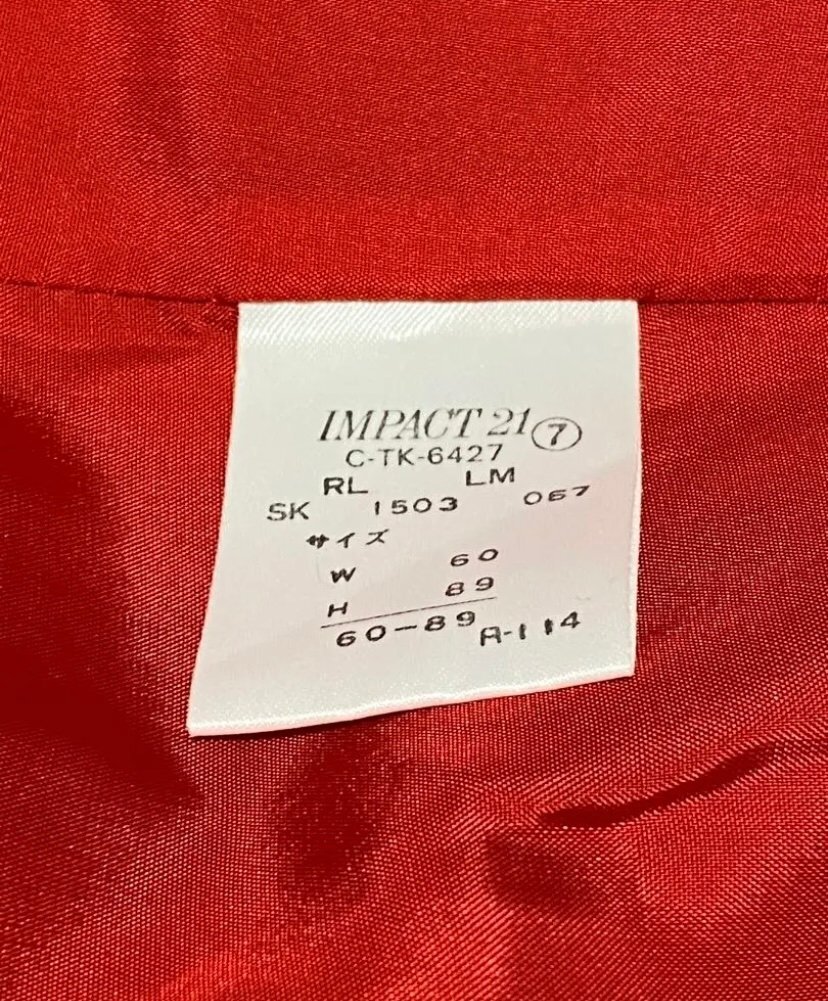 IMPACT 21 ⑦
C-TK-6427
RL LM
SK 1503 067
サイズ
W 60
H 89
60-89 A-114